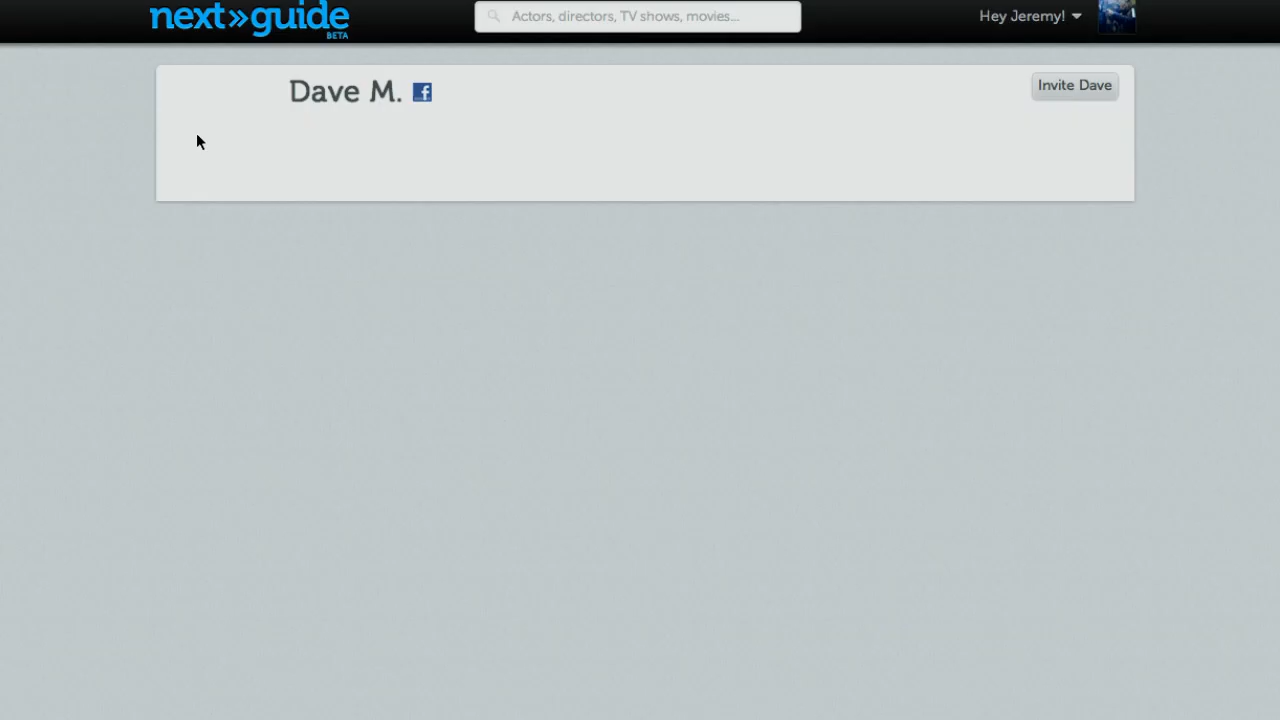 next»guide
BETA
Actors, directors, TV shows, movies...
Hey Jeremy!
Dave M.
f
Invite Dave